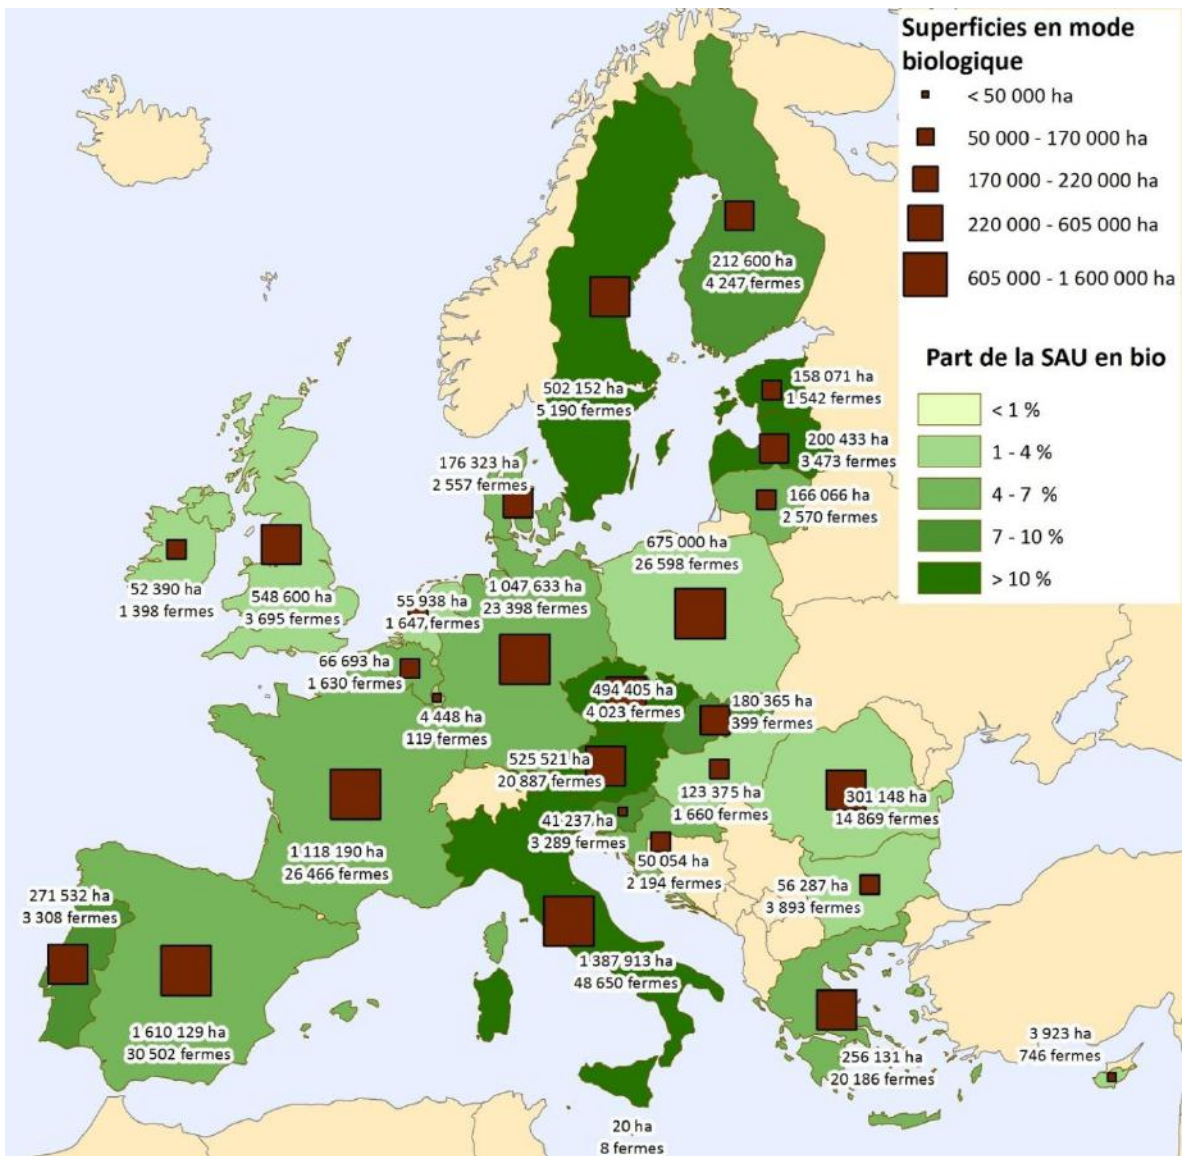 Superficies en mode
biologique
< 50 000 ha
50 000 - 170 000 ha
170 000 - 220 000 ha
220 000 - 605 000 ha
605 000 - 1 600 000 ha
Part de la SAU en bio
< 1 %
1 - 4 %
4 - 7 %
7 - 10 %
> 10 %
212 600 ha
4 247 fermes
502 152 ha
5 190 fermes
158 071 ha
1 542 fermes
200 433 ha
3 473 fermes
166 066 ha
2 570 fermes
176 323 ha
2 557 fermes
675 000 ha
26 598 fermes
52 390 ha
1 398 fermes
548 600 ha
3 695 fermes
55 938 ha
1 647 fermes
1 047 633 ha
23 398 fermes
66 693 ha
1 630 fermes
4 448 ha
119 fermes
494 405 ha
4 023 fermes
180 365 ha
399 fermes
525 521 ha
20 887 fermes
123 375 ha
1 660 fermes
301 148 ha
14 869 fermes
41 237 ha
3 289 fermes
50 054 ha
2 194 fermes
56 287 ha
3 893 fermes
1 118 190 ha
26 466 fermes
271 532 ha
3 308 fermes
1 610 129 ha
30 502 fermes
1 387 913 ha
48 650 fermes
256 131 ha
20 186 fermes
3 923 ha
746 fermes
20 ha
8 fermes